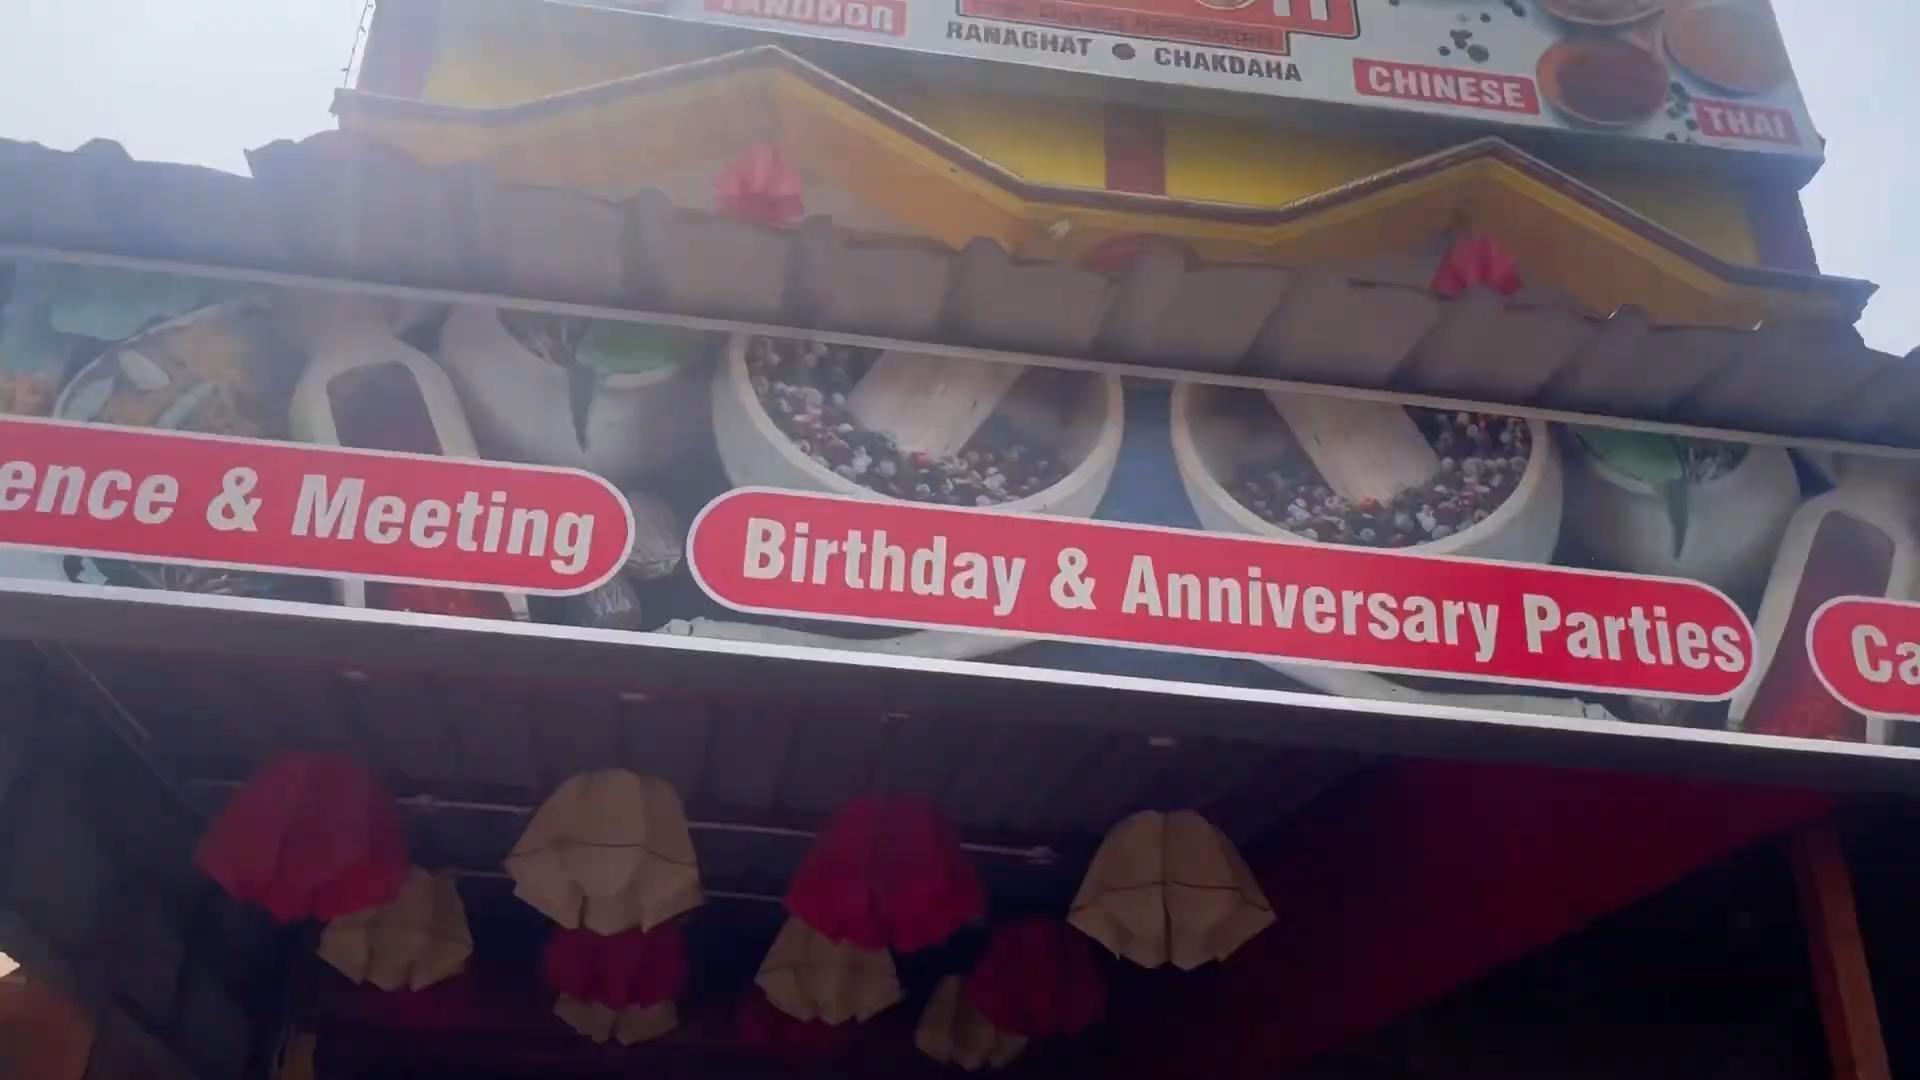 TANDOOR
RANAGHAT ● CHAKDAHA
CHINESE
THAI
ence & Meeting
Birthday & Anniversary Parties
Ca